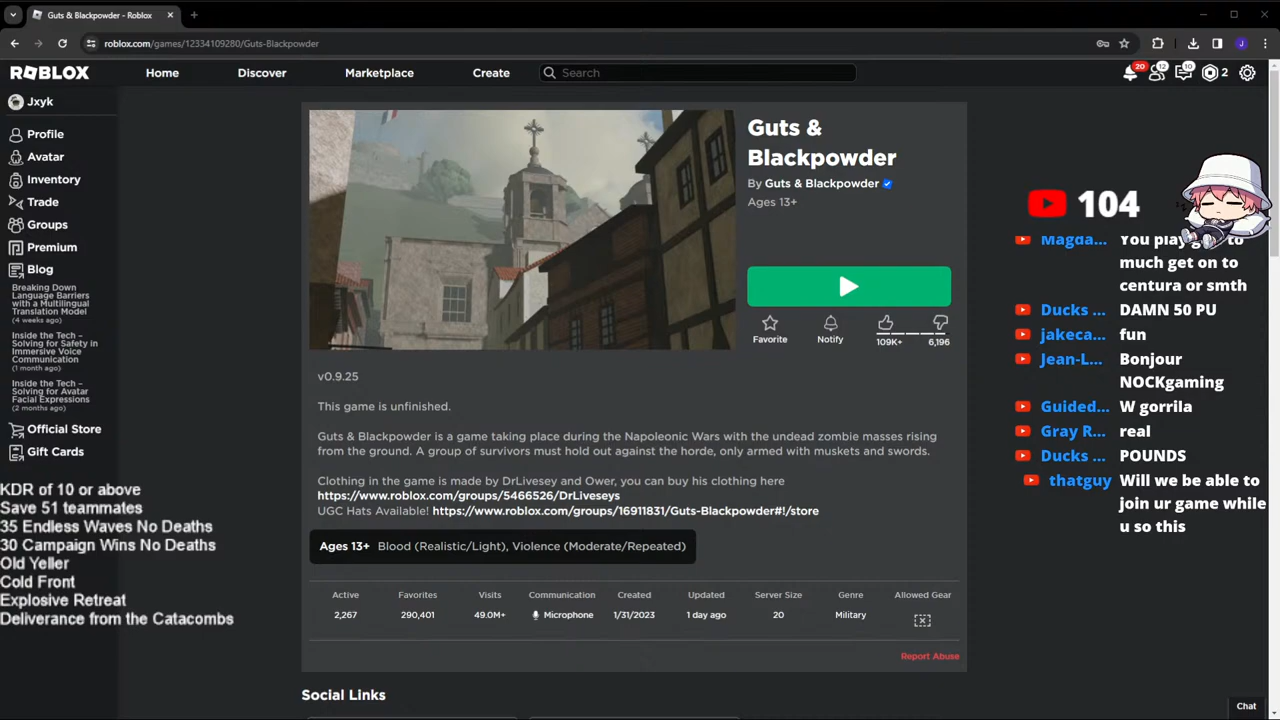 Guts & Blackpowder - Roblox
roblox.com/games/12334109280/Guts-Blackpowder
J
ROBLOX
Home
Discover
Marketplace
Create
Search
20
12
10
2
Jxyk
Profile
Avatar
Inventory
Trade
Groups
Premium
Blog
Breaking Down
Language Barriers
with a Multilingual
Translation Model
(4 weeks ago)
Inside the Tech -
Solving for Safety in
Immersive Voice
Communication
(1 month ago)
Inside the Tech -
Solving for Avatar
Facial Expressions
(2 months ago)
Official Store
Gift Cards
KDR of 10 or above
Save 51 teammates
35 Endless Waves No Deaths
30 Campaign Wins No Deaths
Old Yeller
Cold Front
Explosive Retreat
Deliverance from the Catacombs
Guts &
Blackpowder
By Guts & Blackpowder
Ages 13+
Favorite
Notify
109K+
6,196
v0.9.25
This game is unfinished.
Guts & Blackpowder is a game taking place during the Napoleonic Wars with the undead zombie masses rising
from the ground. A group of survivors must hold out against the horde, only armed with muskets and swords.
Clothing in the game is made by DrLivesey and Ower, you can buy his clothing here
https://www.roblox.com/groups/5466526/DrLiveseys
UGC Hats Available! https://www.roblox.com/groups/16911831/Guts-Blackpowder#!/store
Ages 13+ Blood (Realistic/Light), Violence (Moderate/Repeated)
Active Favorites Visits Communication Created Updated Server Size Genre Allowed Gear
2,267 290,401 49.0M+ Microphone 1/31/2023 1 day ago 20 Military
Report Abuse
Social Links
104
Magda... You play to
much get on to
centura or smth
Ducks ... DAMN 50 PU
jakeca... fun
Jean-L... Bonjour
NOCKgaming
Guided... W gorrila
Gray R... real
Ducks ... POUNDS
thatguy Will we be able to
join ur game while
u so this
Chat